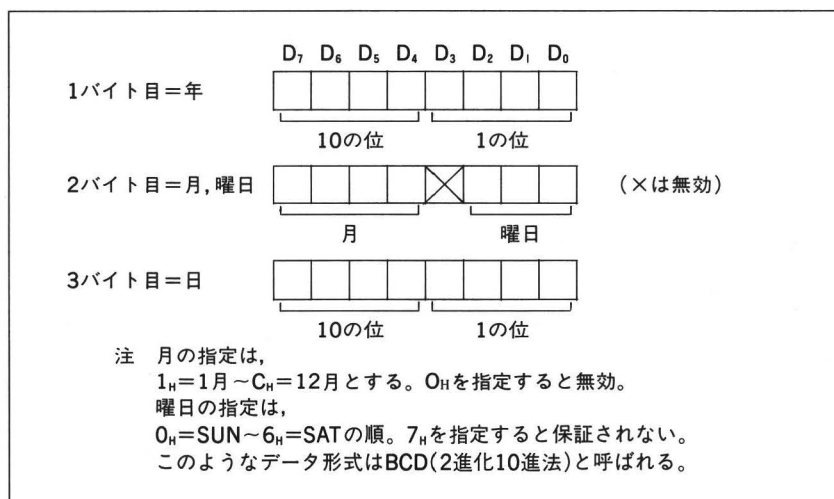 D₇ D₆ D₅ D₄ D₃ D₂ D₁ D₀
1バイト目=年
10の位 1の位
2バイト目=月,曜日 (×は無効)
月 曜日
3バイト目=日
10の位 1の位
注 月の指定は,
1H=1月~CH=12月とする。OHを指定すると無効。
曜日の指定は,
0H=SUN~6H=SATの順。7Hを指定すると保証されない。
このようなデータ形式はBCD(2進化10進法)と呼ばれる。